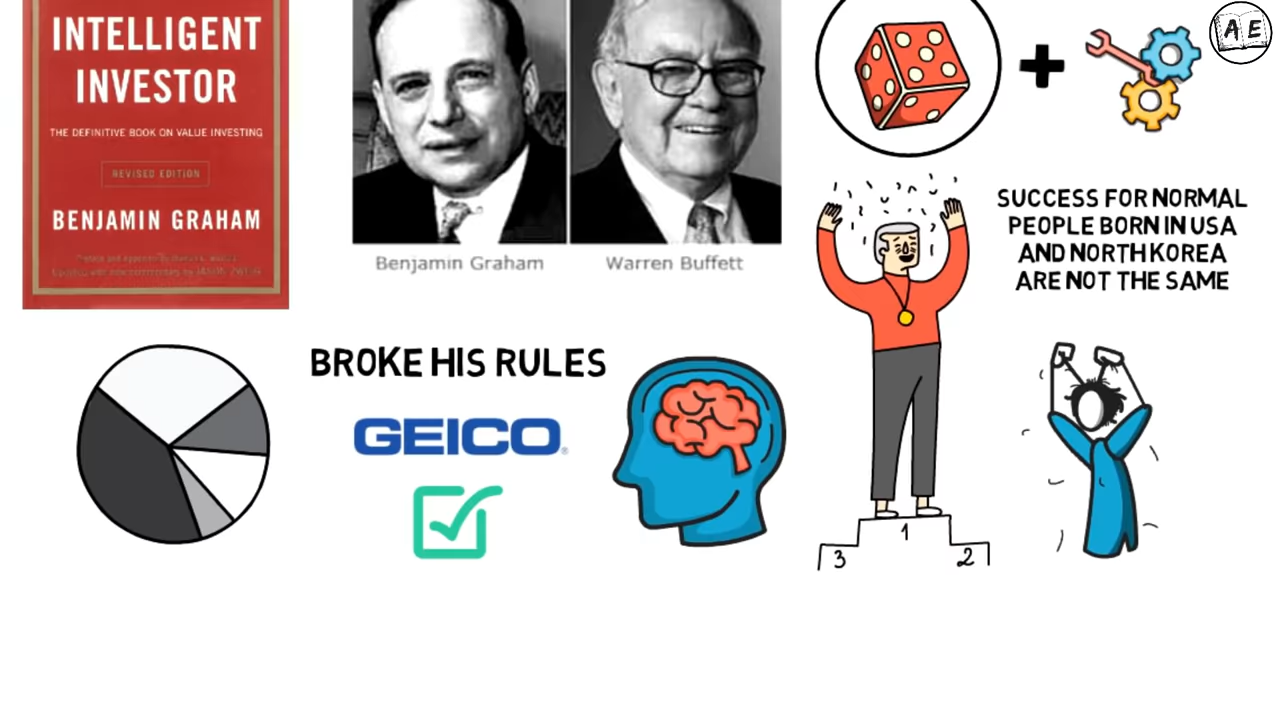 INTELLIGENT
INVESTOR
THE DEFINITIVE BOOK ON VALUE INVESTING
REVISED EDITION
BENJAMIN GRAHAM
Benjamin Graham
Warren Buffett
AE
SUCCESS FOR NORMAL
PEOPLE BORN IN USA
AND NORTH KOREA
ARE NOT THE SAME
BROKE HIS RULES
GEICO
1
3
2